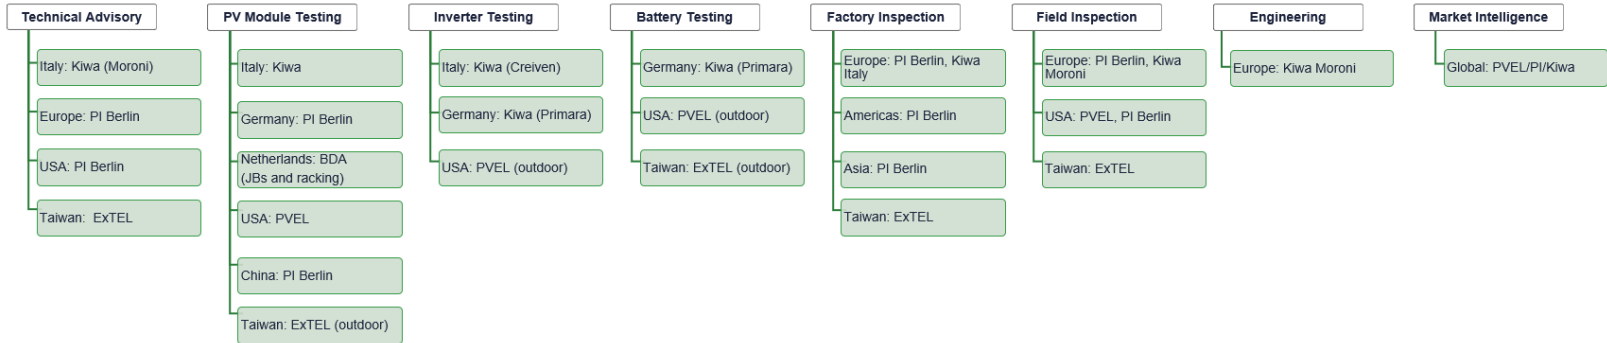 Technical Advisory
Italy: Kiwa (Moroni)
Europe: PI Berlin
USA: PI Berlin
Taiwan: ExTEL
PV Module Testing
Italy: Kiwa
Germany: PI Berlin
Netherlands: BDA
(JBs and racking)
USA: PVEL
China: PI Berlin
Taiwan: ExTEL (outdoor)
Inverter Testing
Italy: Kiwa (Creiven)
Germany: Kiwa (Primara)
USA: PVEL (outdoor)
Battery Testing
Germany: Kiwa (Primara)
USA: PVEL (outdoor)
Taiwan: ExTEL (outdoor)
Factory Inspection
Europe: PI Berlin, Kiwa
Italy
Americas: PI Berlin
Asia: PI Berlin
Taiwan: ExTEL
Field Inspection
Europe: PI Berlin, Kiwa
Moroni
USA: PVEL, PI Berlin
Taiwan: ExTEL
Engineering
Europe: Kiwa Moroni
Market Intelligence
Global: PVEL/PI/Kiwa